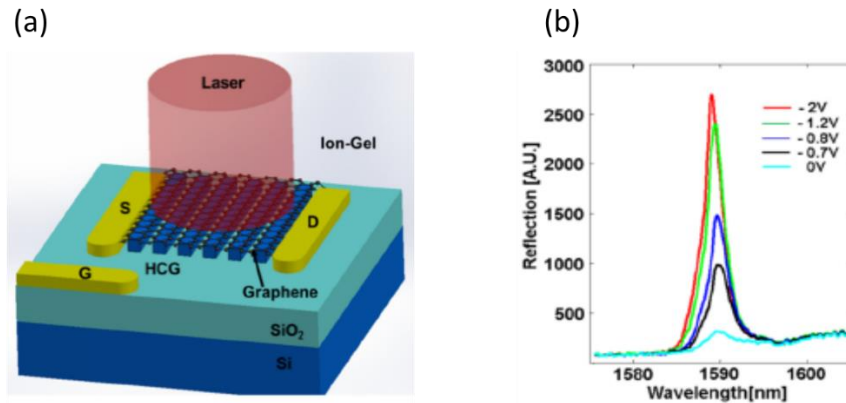 (a)
Laser
Ion-Gel
S
D
HCG
G
Graphene
SiO₂
Si
(b)
3000
2500
2000
1500
1000
500
Reflection [A.U.]
- 2V
- 1.2V
- 0.8V
- 0.7V
0V
1580 1590 1600
Wavelength[nm]